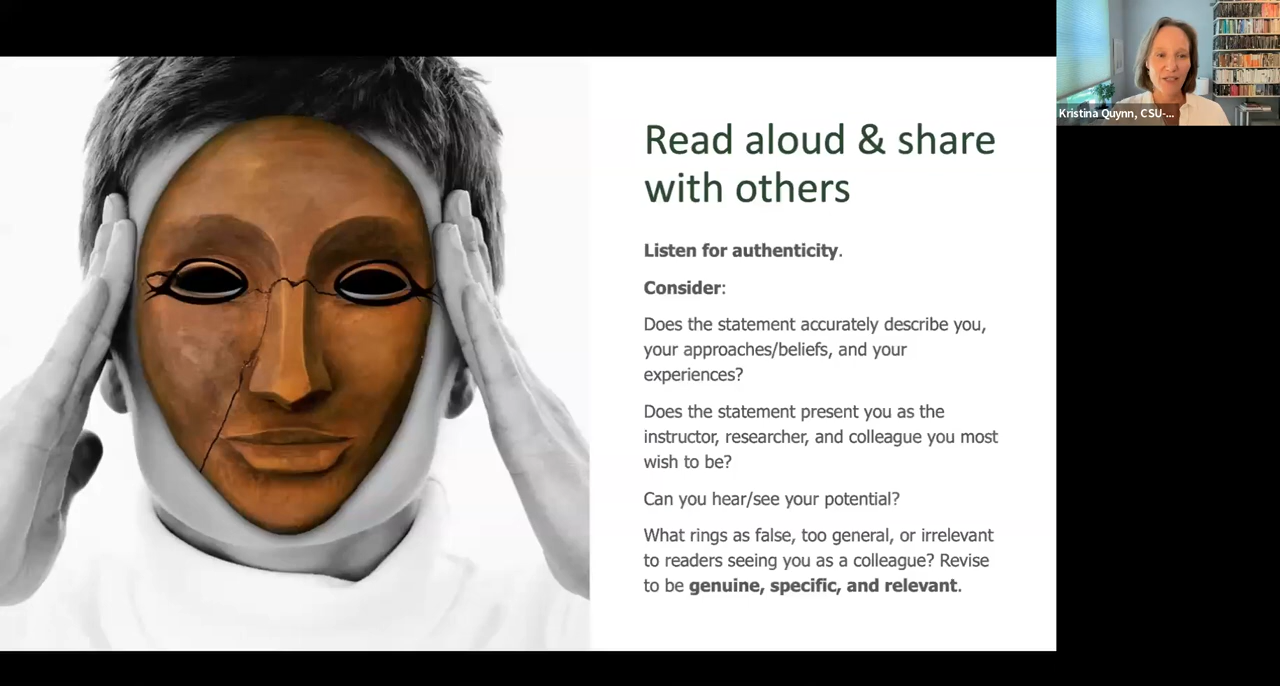 Kristina Quynn, CSU-...
Read aloud & share
with others
Listen for authenticity.
Consider:
Does the statement accurately describe you,
your approaches/beliefs, and your
experiences?
Does the statement present you as the
instructor, researcher, and colleague you most
wish to be?
Can you hear/see your potential?
What rings as false, too general, or irrelevant
to readers seeing you as a colleague? Revise
to be genuine, specific, and relevant.